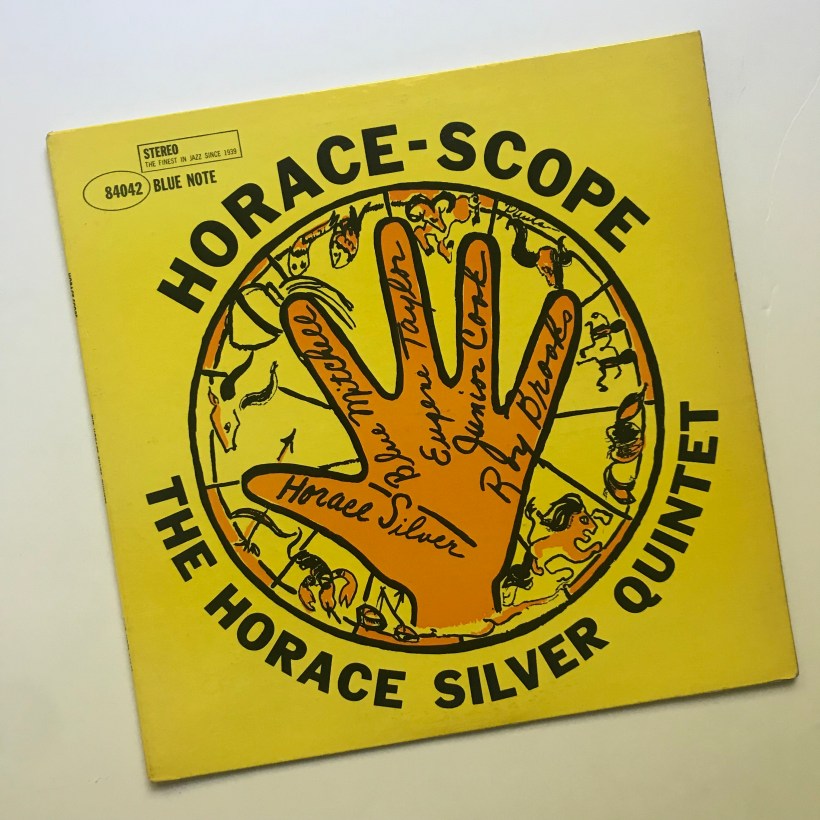 STEREO
THE FINEST IN JAZZ SINCE 1939
84042 BLUE NOTE
HORACE-SCOPE
Blue Mitchell
Eugene Taylor
Junior Cook
Roy Brooks
Horace Silver
THE HORACE SILVER QUINTET